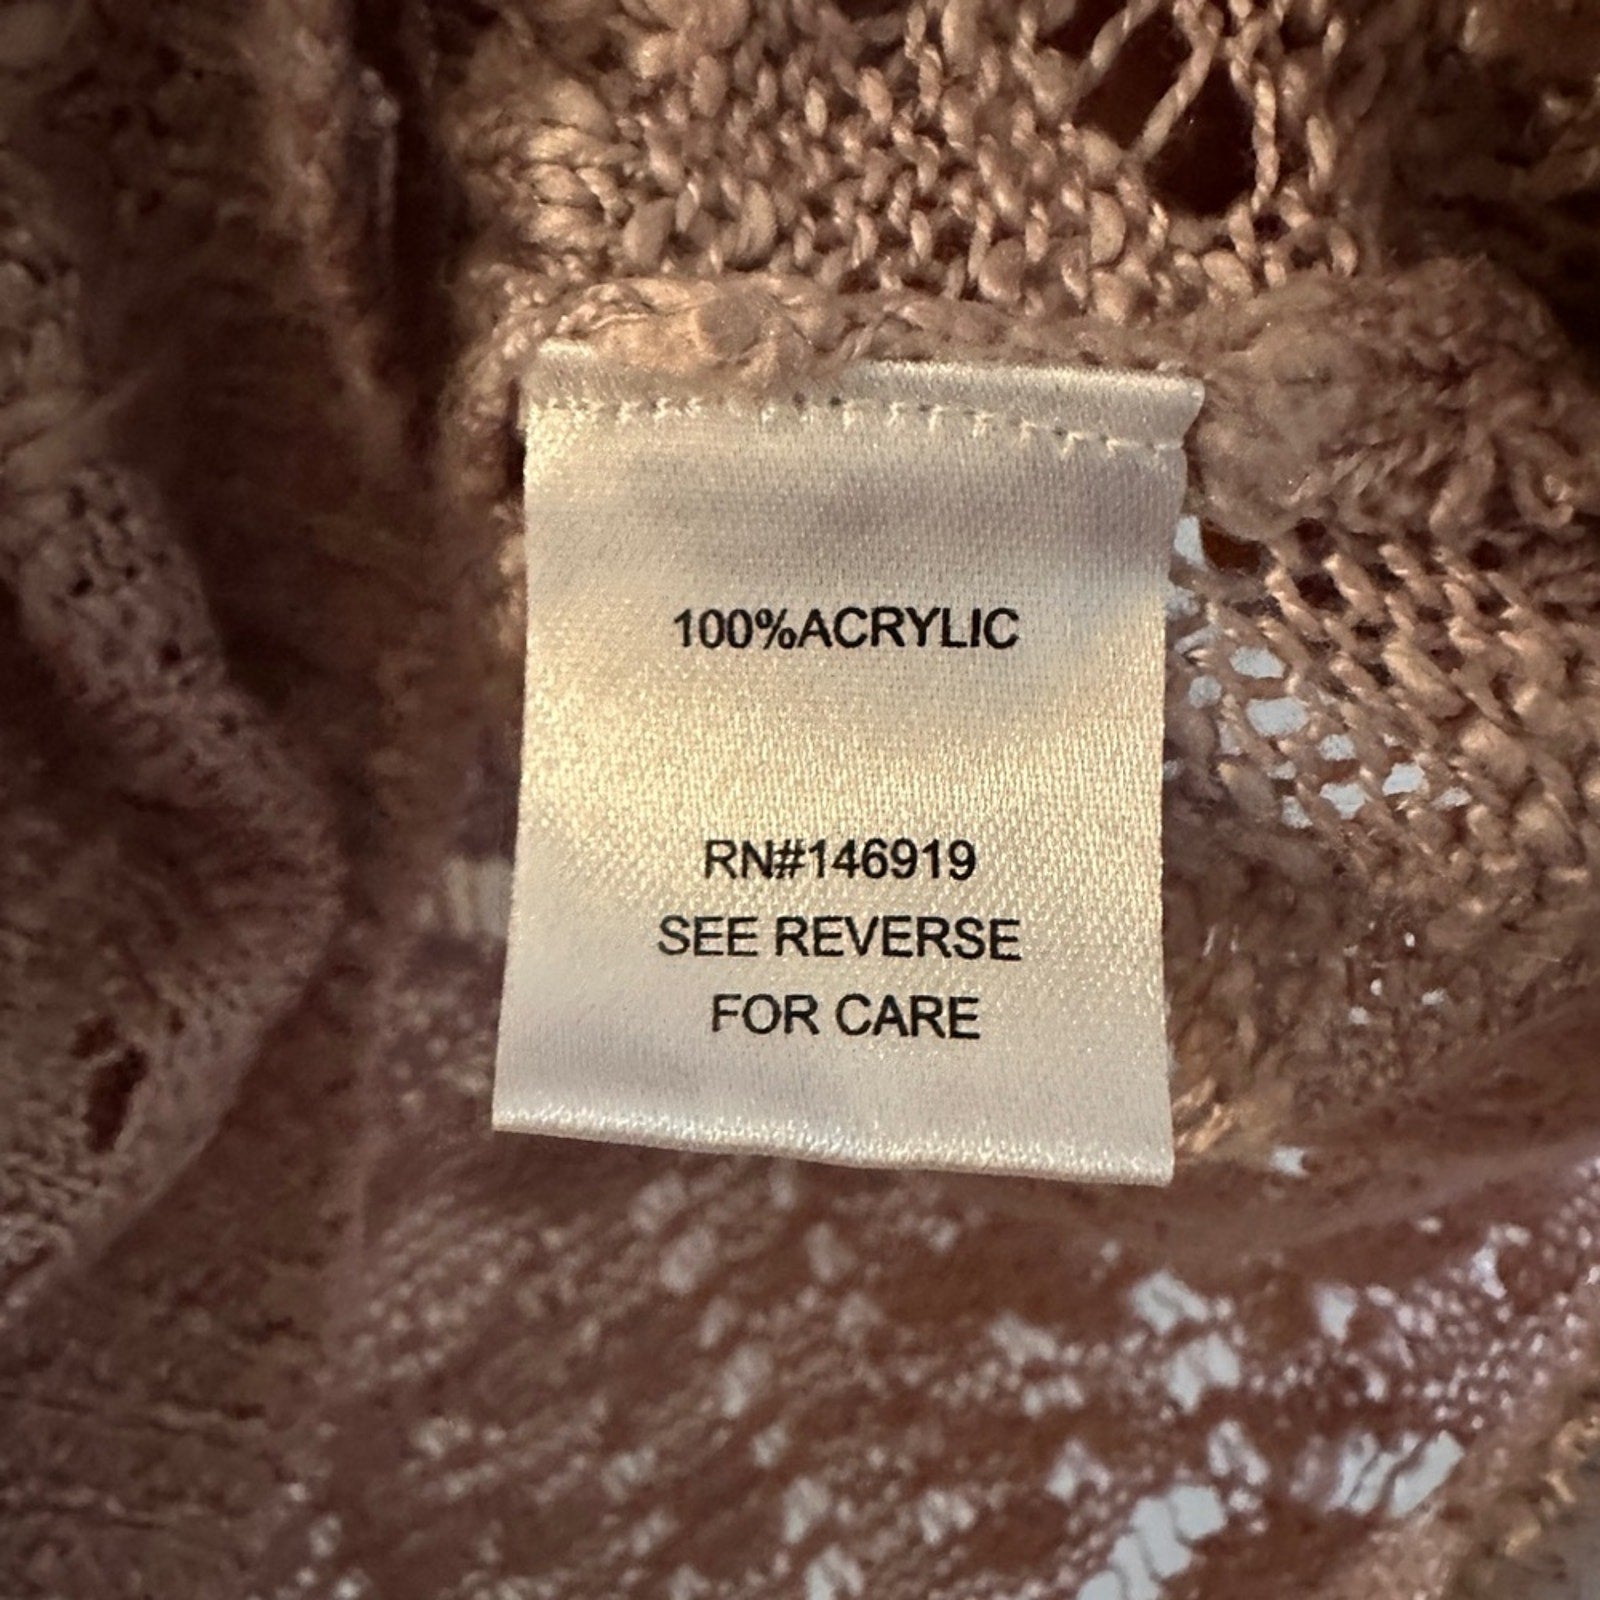 100%ACRYLIC
RN#146919
SEE REVERSE
FOR CARE